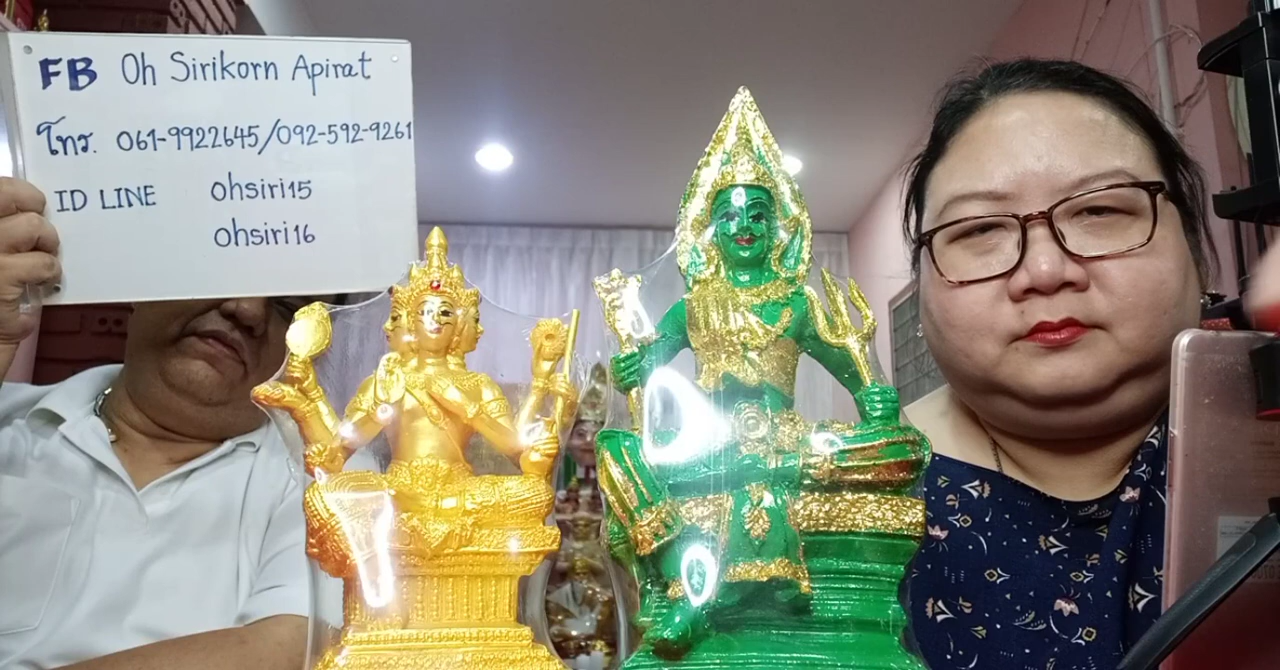 FB Oh Sirikorn Apirat
โทร. 061-9922645/092-592-9261
ID LINE ohsiri15
ohsiri16